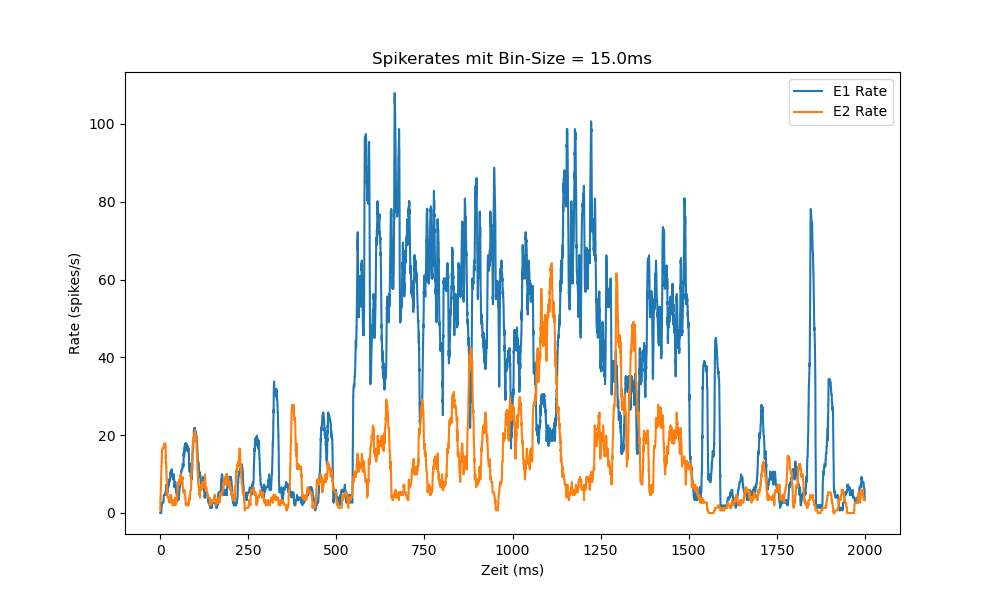 Spikerates mit Bin-Size = 15.0ms
E1 Rate
E2 Rate
Rate (spikes/s)
100
80
60
40
20
0
0 250 500 750 1000 1250 1500 1750 2000
Zeit (ms)